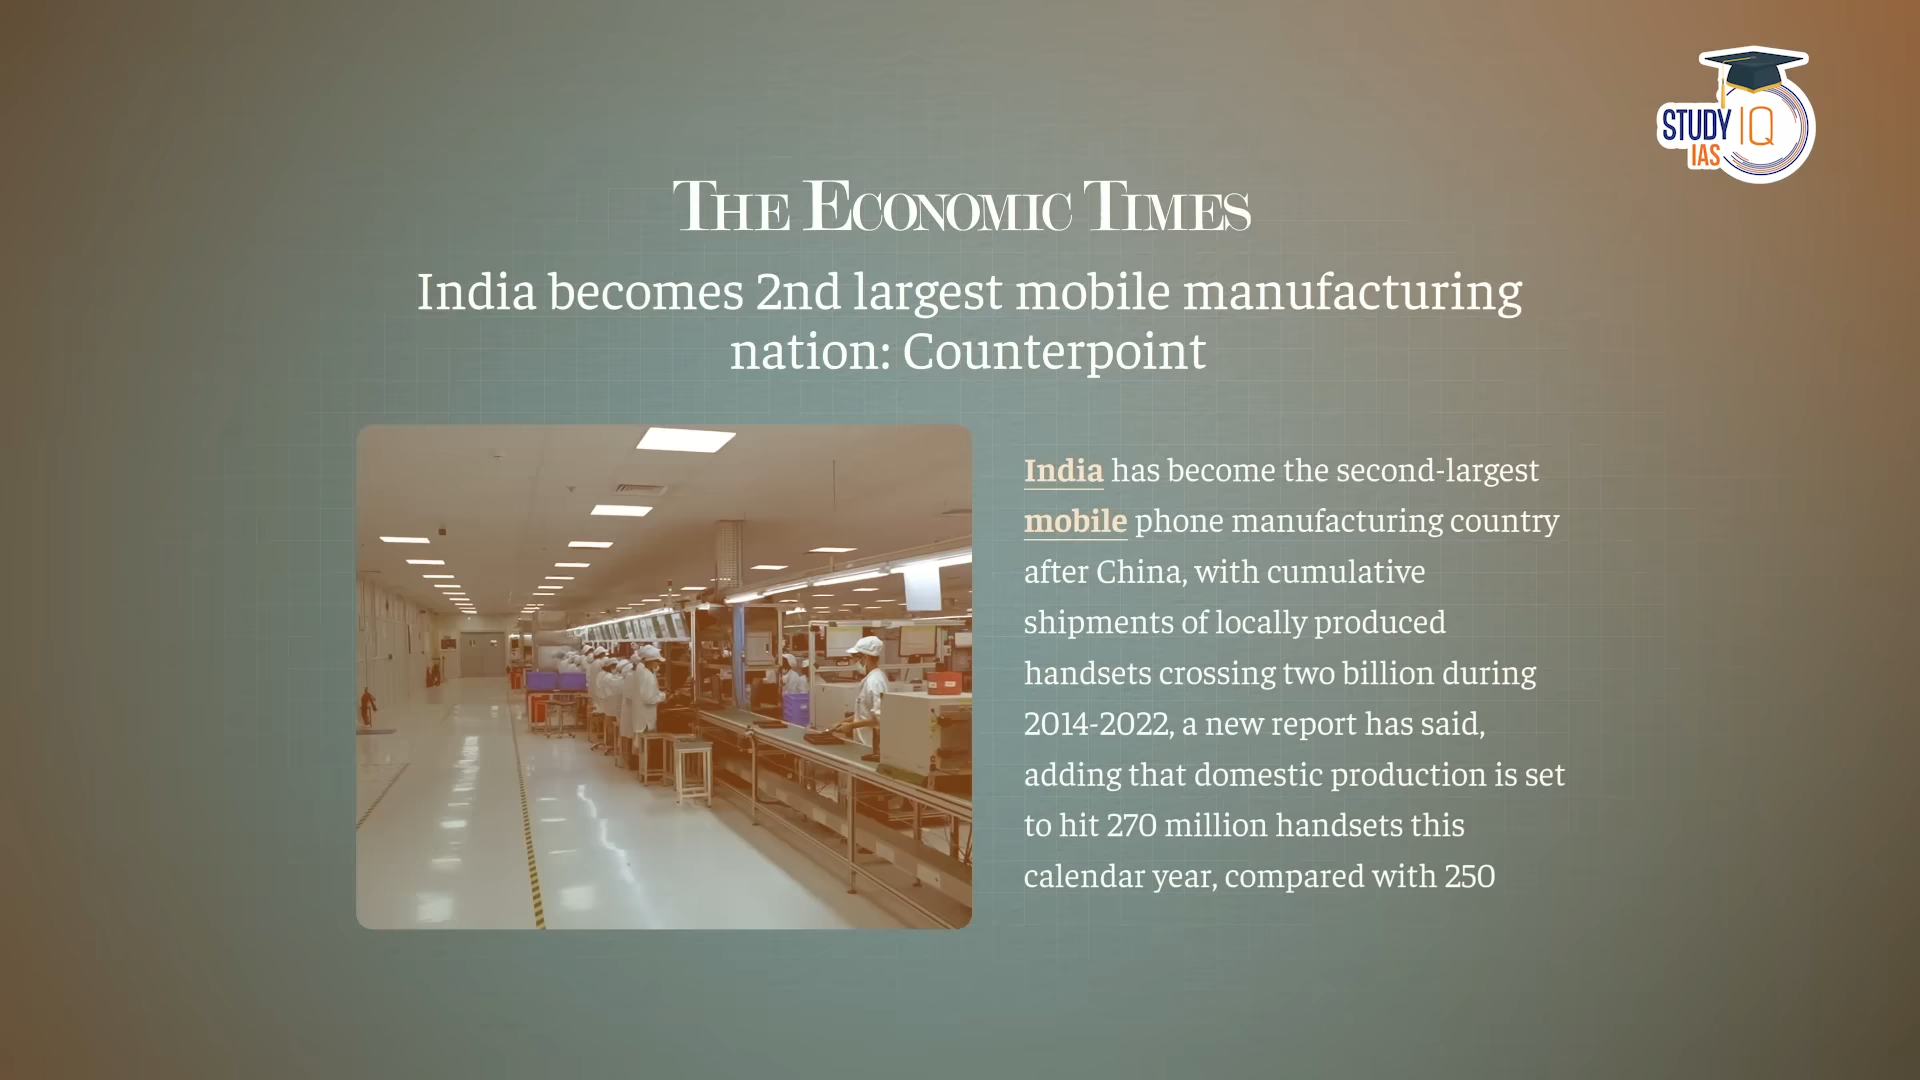 STUDY IQ
IAS
THE ECONOMIC TIMES
India becomes 2nd largest mobile manufacturing
nation: Counterpoint
India has become the second-largest
mobile phone manufacturing country
after China, with cumulative
shipments of locally produced
handsets crossing two billion during
2014-2022, a new report has said,
adding that domestic production is set
to hit 270 million handsets this
calendar year, compared with 250